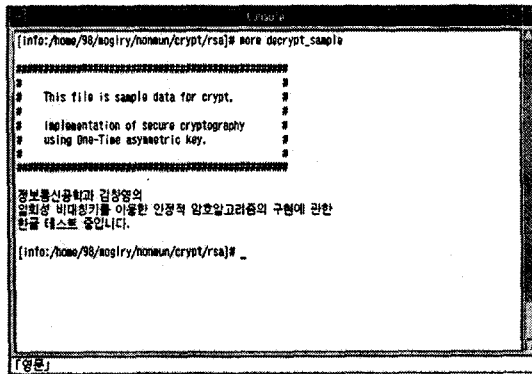 [info:/home/98/mogiry/nonmun/crypt/rsa]# more decrypt_sample
##################################################
#
# This file is sample data for crypt. #
#
# Implementation of secure cryptography #
# using One-Time asymmetric key. #
#
##################################################
정보통신공학과 김창영의
일회성 비대칭키를 이용한 안정적 암호알고리즘의 구현에 관한
한글 테스트 중입니다.
[info:/home/98/mogiry/nonmun/crypt/rsa]# _
「영문」